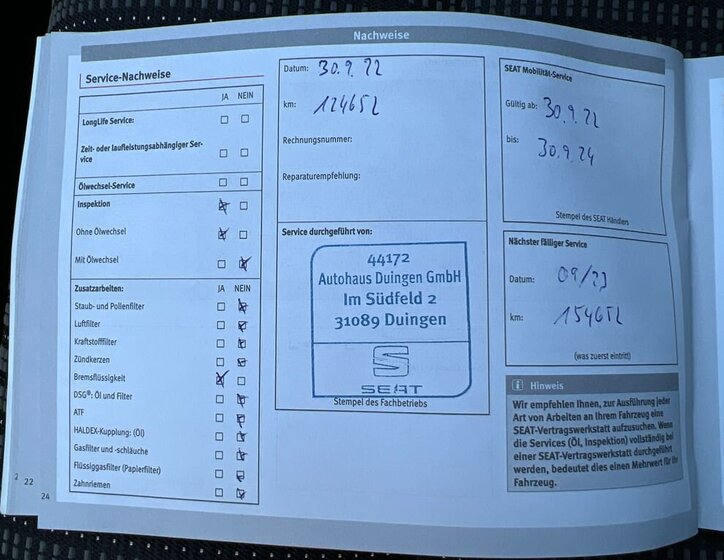 Nachweise
Service-Nachweise
JA NEIN
LongLife Service:
Zeit- oder laufleistungsabhängiger Ser-
vice
Ölwechsel-Service
Inspektion
Ohne Ölwechsel
Mit Ölwechsel
Zusatzarbeiten: JA NEIN
Staub- und Pollenfilter
Luftfilter
Kraftstofffilter
Zündkerzen
Bremsflüssigkeit
DSG®: Öl und Filter
ATF
HALDEX-Kupplung: (Öl)
Gasfilter und -schläuche
Flüssiggasfilter (Papierfilter)
Zahnriemen
Datum: 30.9.22
km: 124652
Rechnungsnummer:
Reparaturempfehlung:
Service durchgeführt von:
44172
Autohaus Duingen GmbH
Im Südfeld 2
31089 Duingen
SEAT
Stempel des Fachbetriebs
SEAT Mobilität-Service
Gültig ab: 30.9.22
bis: 30.9.24
Stempel des SEAT Händlers
Nächster fälliger Service
Datum: 09/23
km: 154652
(was zuerst eintritt)
i Hinweis
Wir empfehlen Ihnen, zur Ausführung jeder
Art von Arbeiten an Ihrem Fahrzeug eine
SEAT-Vertragswerkstatt aufzusuchen. Wenn
die Services (Öl, Inspektion) vollständig bei
einer SEAT-Vertragswerkstatt durchgeführt
werden, bedeutet dies einen Mehrwert für Ihr
Fahrzeug.
2 22
24